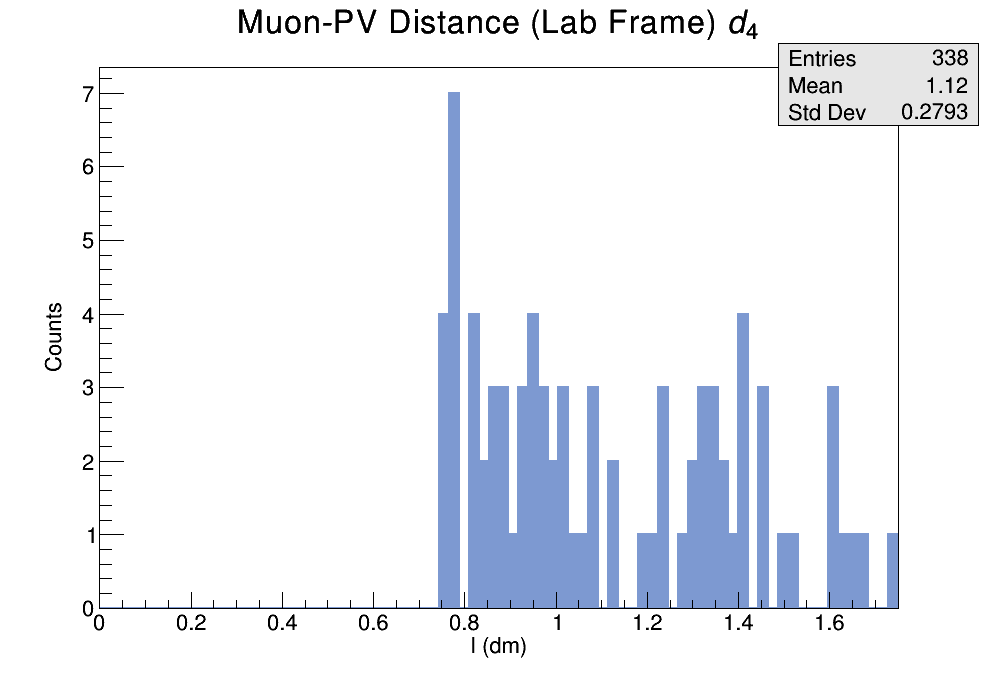 Muon-PV Distance (Lab Frame) d4
Entries 338
Mean 1.12
Std Dev 0.2793
7
6
5
4
3
2
1
0
Counts
0 0.2 0.4 0.6 0.8 1 1.2 1.4 1.6
l (dm)